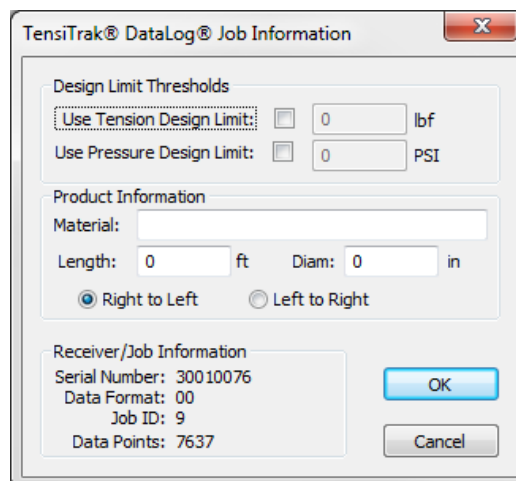 TensiTrak® DataLog® Job Information
Design Limit Thresholds
Use Tension Design Limit: 0 lbf
Use Pressure Design Limit: 0 PSI
Product Information
Material:
Length: 0 ft Diam: 0 in
Right to Left Left to Right
Receiver/Job Information
Serial Number: 30010076
Data Format: 00
Job ID: 9
Data Points: 7637
OK
Cancel